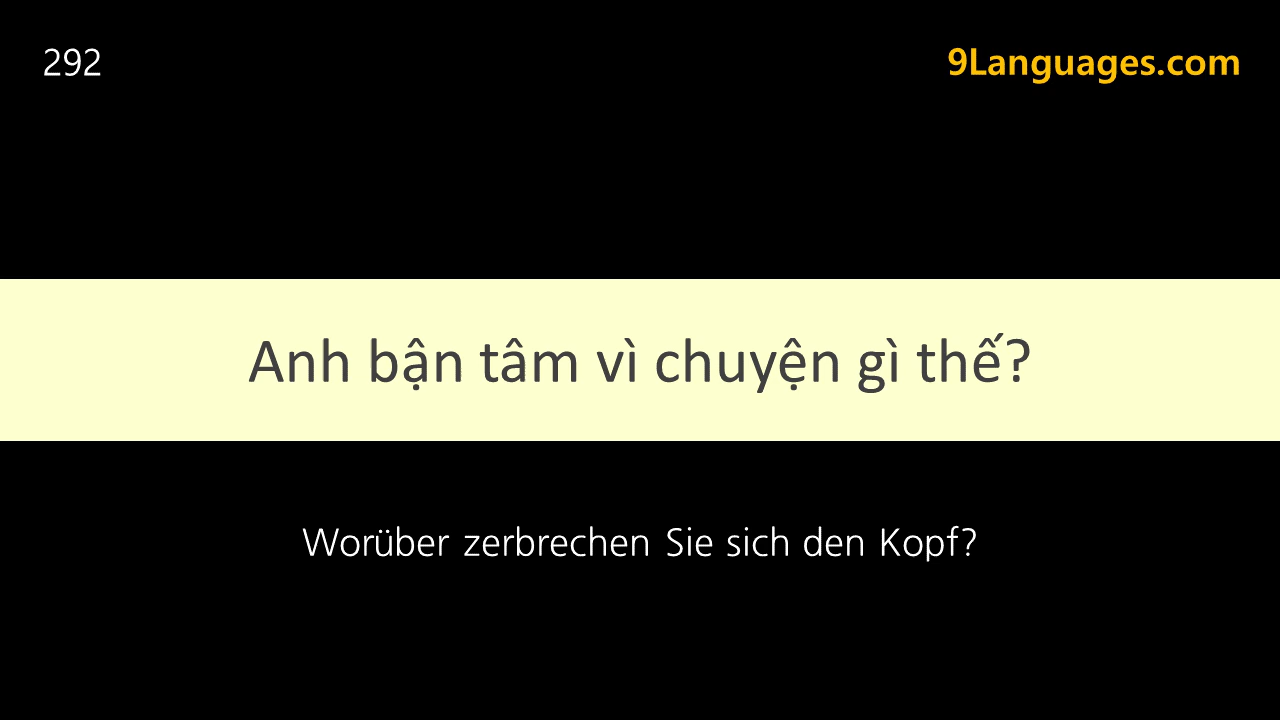 292
9Languages.com
Anh bận tâm vì chuyện gì thế?
Worüber zerbrechen Sie sich den Kopf?